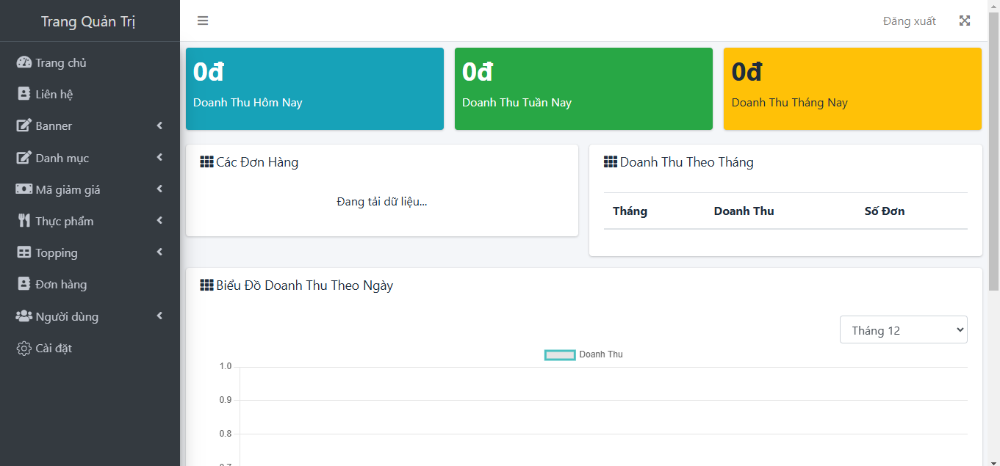 Trang Quản Trị
Đăng xuất
Trang chủ
Liên hệ
Banner
Danh mục
Mã giảm giá
Thực phẩm
Topping
Đơn hàng
Người dùng
Cài đặt
0đ
Doanh Thu Hôm Nay
0đ
Doanh Thu Tuần Nay
0đ
Doanh Thu Tháng Nay
Các Đơn Hàng
Đang tải dữ liệu...
Doanh Thu Theo Tháng
Tháng Doanh Thu Số Đơn
Biểu Đồ Doanh Thu Theo Ngày
Tháng 12
Doanh Thu
1.0
0.9
0.8